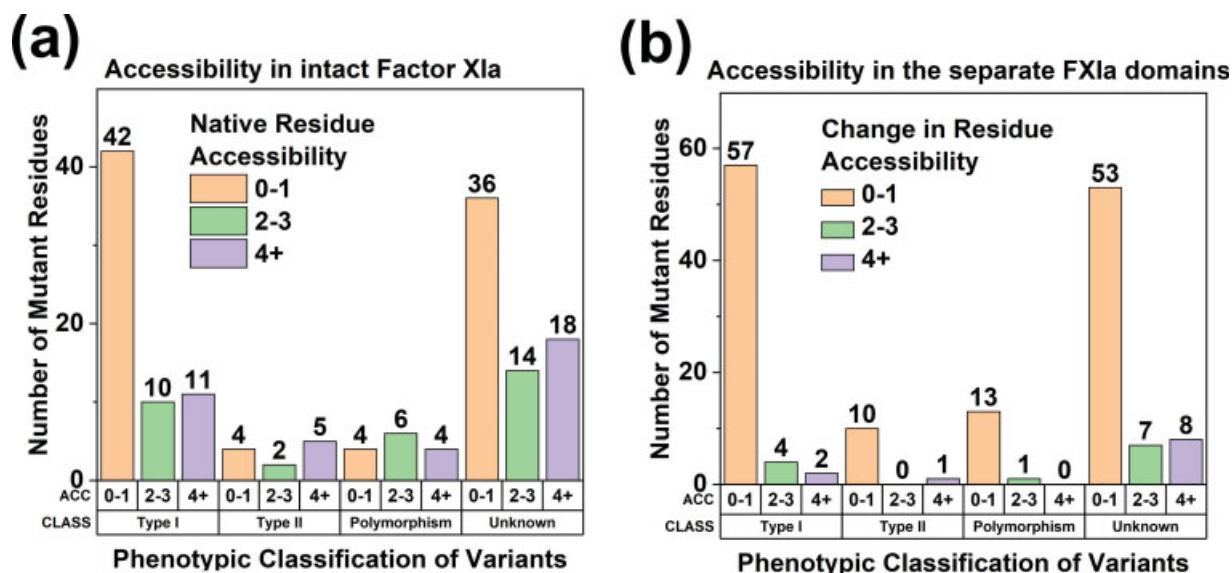 (a)
Accessibility in intact Factor XIa
Number of Mutant Residues
40
20
0
Native Residue
Accessibility
0-1
2-3
4+
42
10
11
4
2
5
4
6
4
36
14
18
ACC 0-1 2-3 4+ 0-1 2-3 4+ 0-1 2-3 4+ 0-1 2-3 4+
CLASS Type I Type II Polymorphism Unknown
Phenotypic Classification of Variants
(b)
Accessibility in the separate FXIa domains
Number of Mutant Residues
60
40
20
0
Change in Residue
Accessibility
0-1
2-3
4+
57
4
2
10
0
1
13
1
0
53
7
8
ACC 0-1 2-3 4+ 0-1 2-3 4+ 0-1 2-3 4+ 0-1 2-3 4+
CLASS Type I Type II Polymorphism Unknown
Phenotypic Classification of Variants